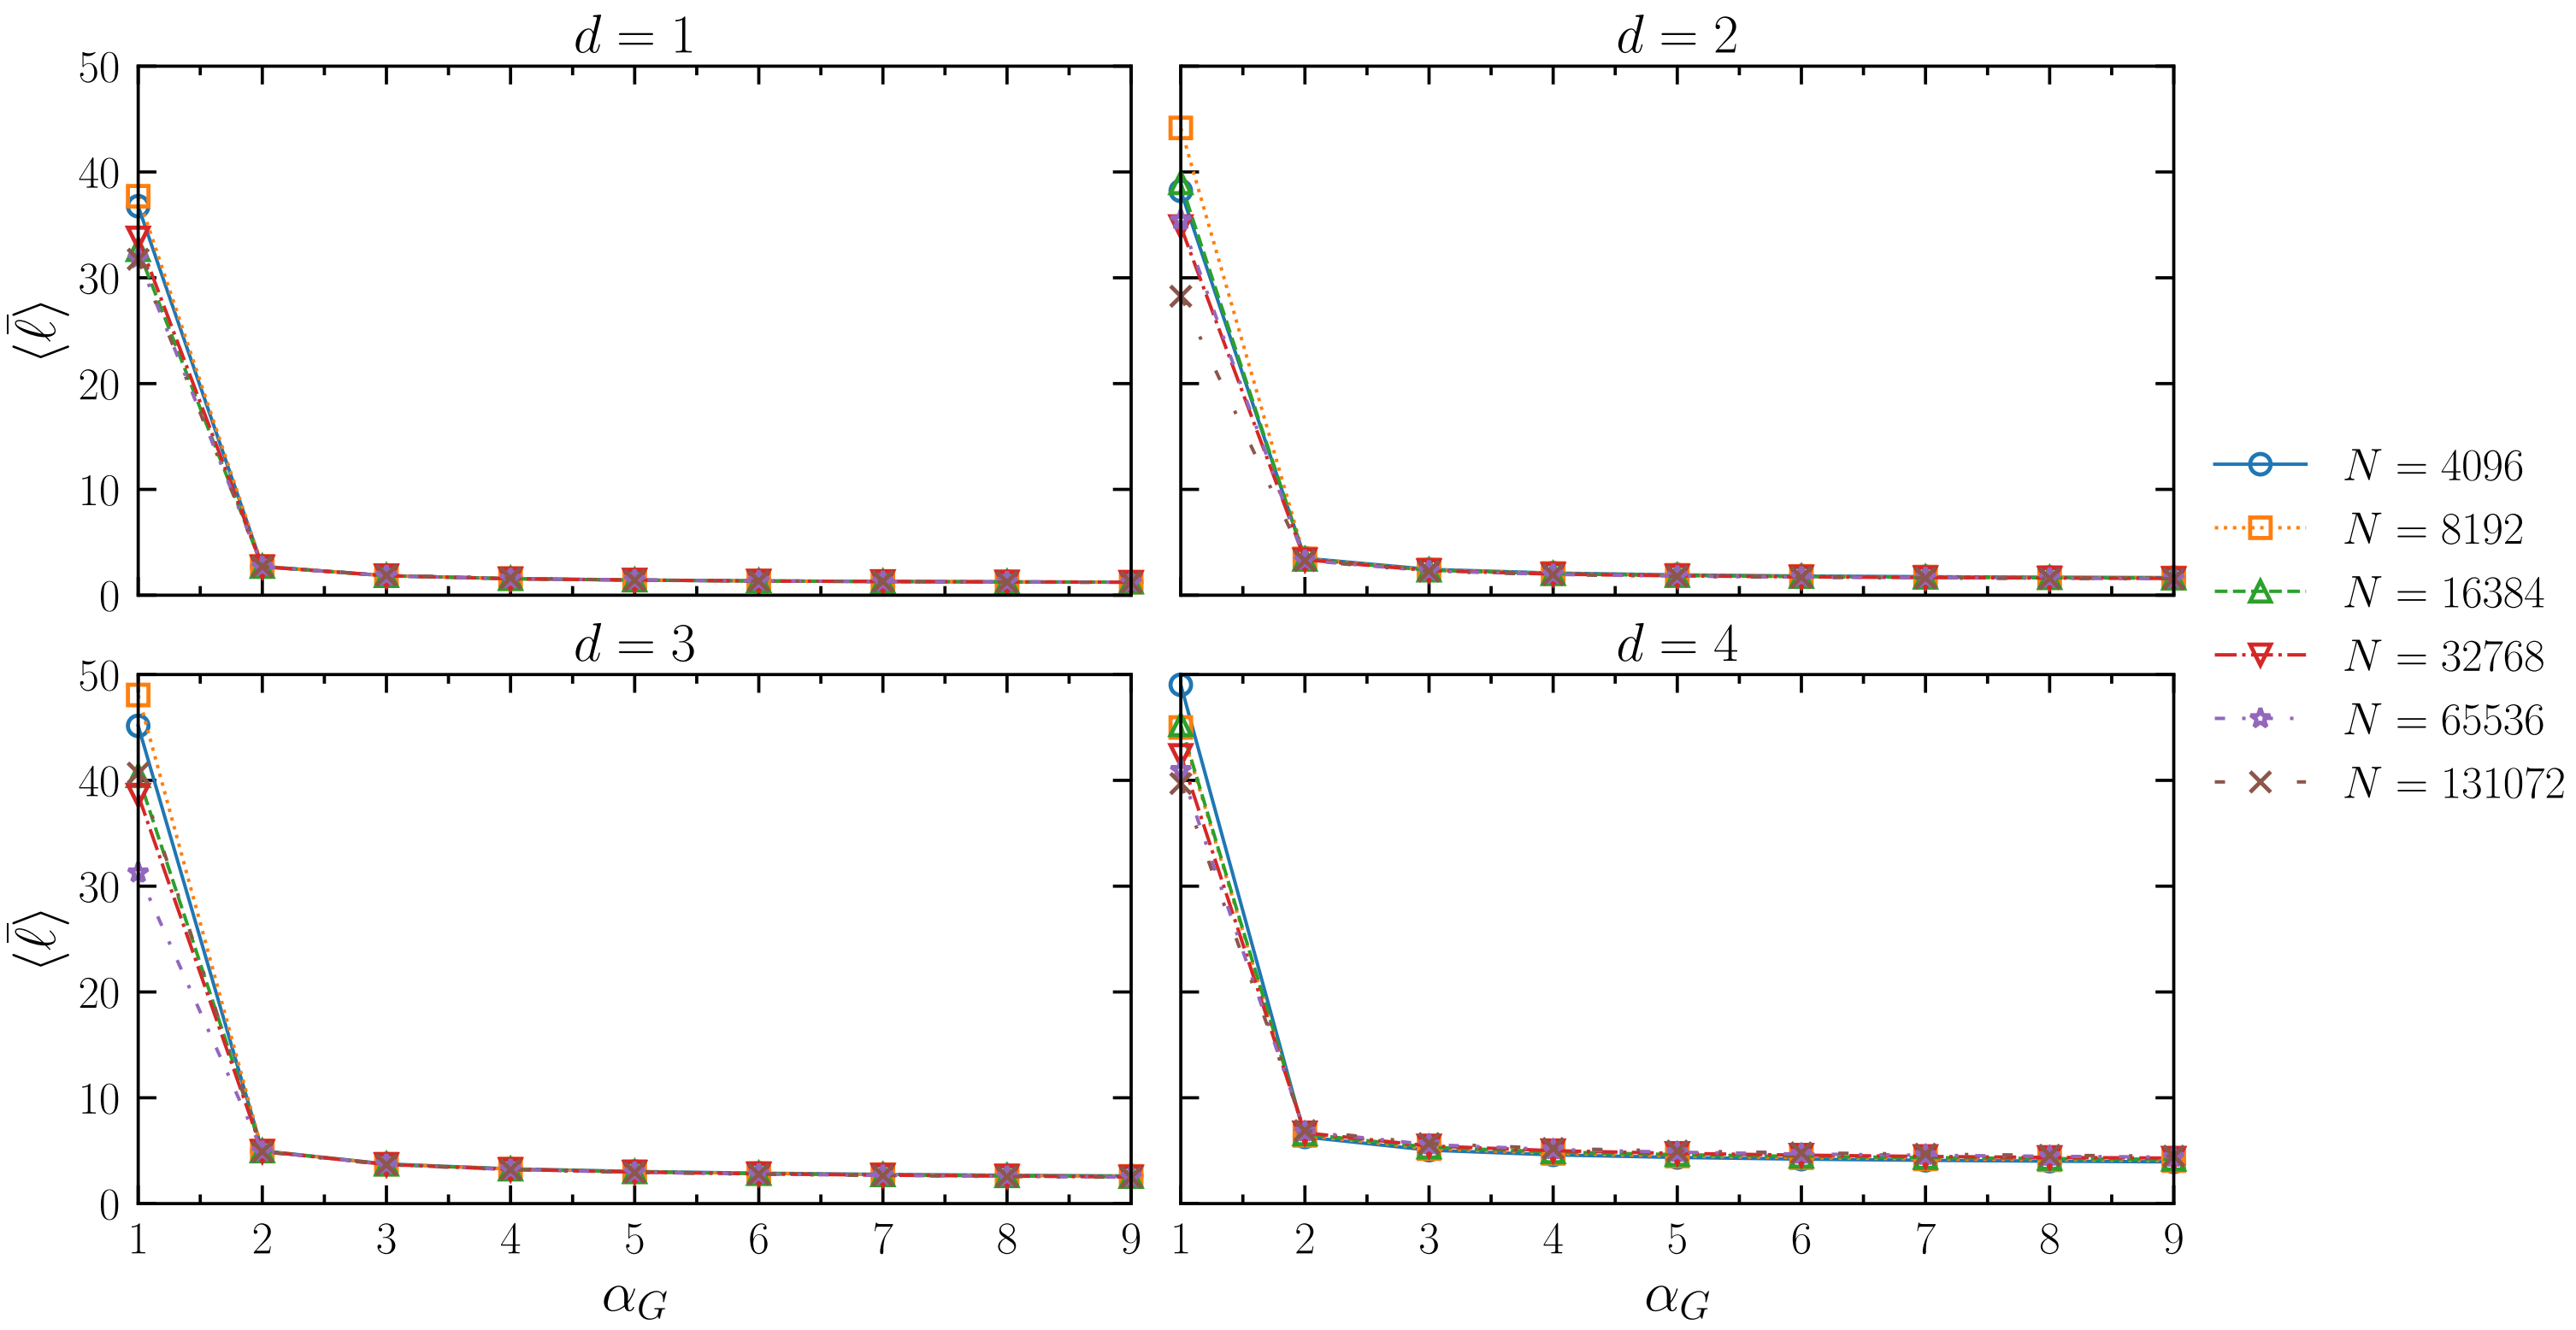 d = 1
d = 2
50
40
30
20
10
0
⟨ℓ̄⟩
N = 4096
N = 8192
N = 16384
N = 32768
N = 65536
N = 131072
d = 3
d = 4
50
40
30
20
10
0
⟨ℓ̄⟩
1 2 3 4 5 6 7 8 9
1 2 3 4 5 6 7 8 9
α_G
α_G